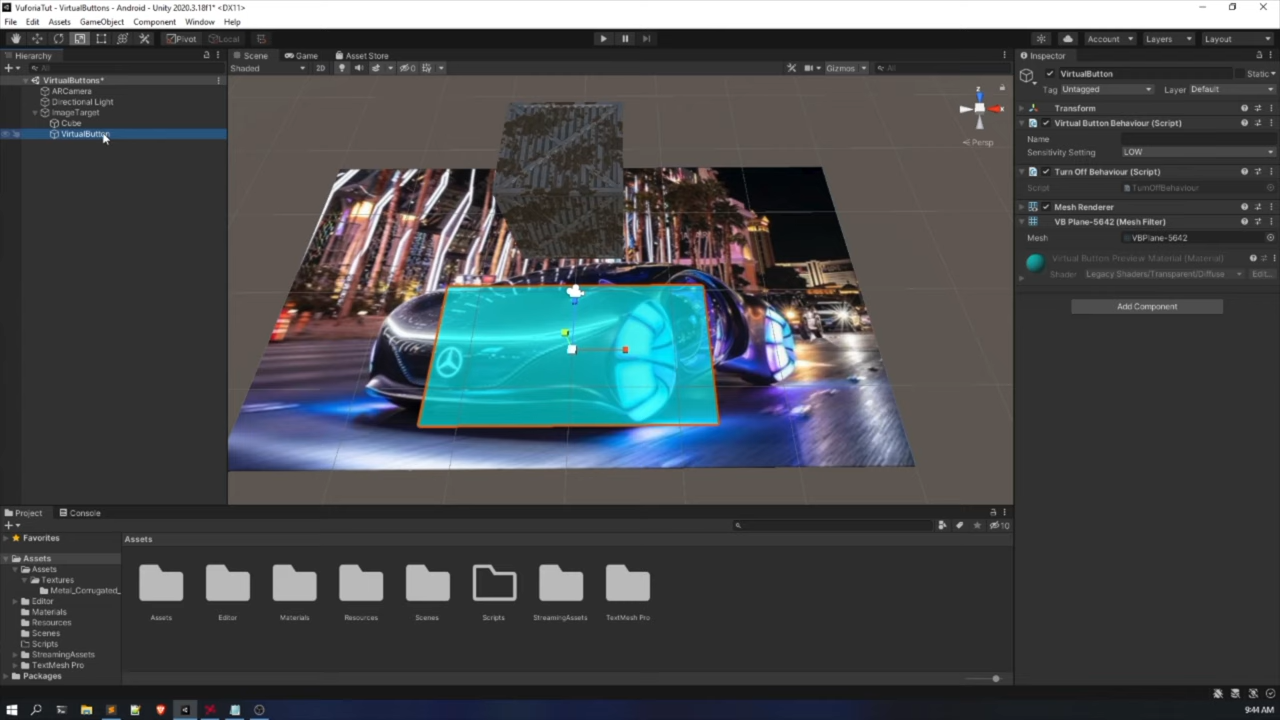 VuforiaTut - VirtualButtons - Android - Unity 2020.3.18f1* <DX11>
File Edit Assets GameObject Component Window Help
Pivot Local Account Layers Layout
Hierarchy Scene Game Asset Store Inspector
All
Shaded 2D 0 Gizmos All
VirtualButtons*
ARCamera
Directional Light
ImageTarget
Cube
VirtualButton
z
x
Persp
VirtualButton Static
Tag Untagged Layer Default
Transform
Virtual Button Behaviour (Script)
Name
Sensitivity Setting LOW
Turn Off Behaviour (Script)
Script TurnOffBehaviour
Mesh Renderer
VB Plane-5642 (Mesh Filter)
Mesh VBPlane-5642
Virtual Button Preview Material (Material)
Shader Legacy Shaders/Transparent/Diffuse Edit...
Add Component
Project Console
10
Favorites
Assets
Assets
Textures
Metal_Corrugated_
Editor
Materials
Resources
Scenes
Scripts
StreamingAssets
TextMesh Pro
Packages
Assets
Assets Editor Materials Resources Scenes Scripts StreamingAssets TextMesh Pro
9:44 AM